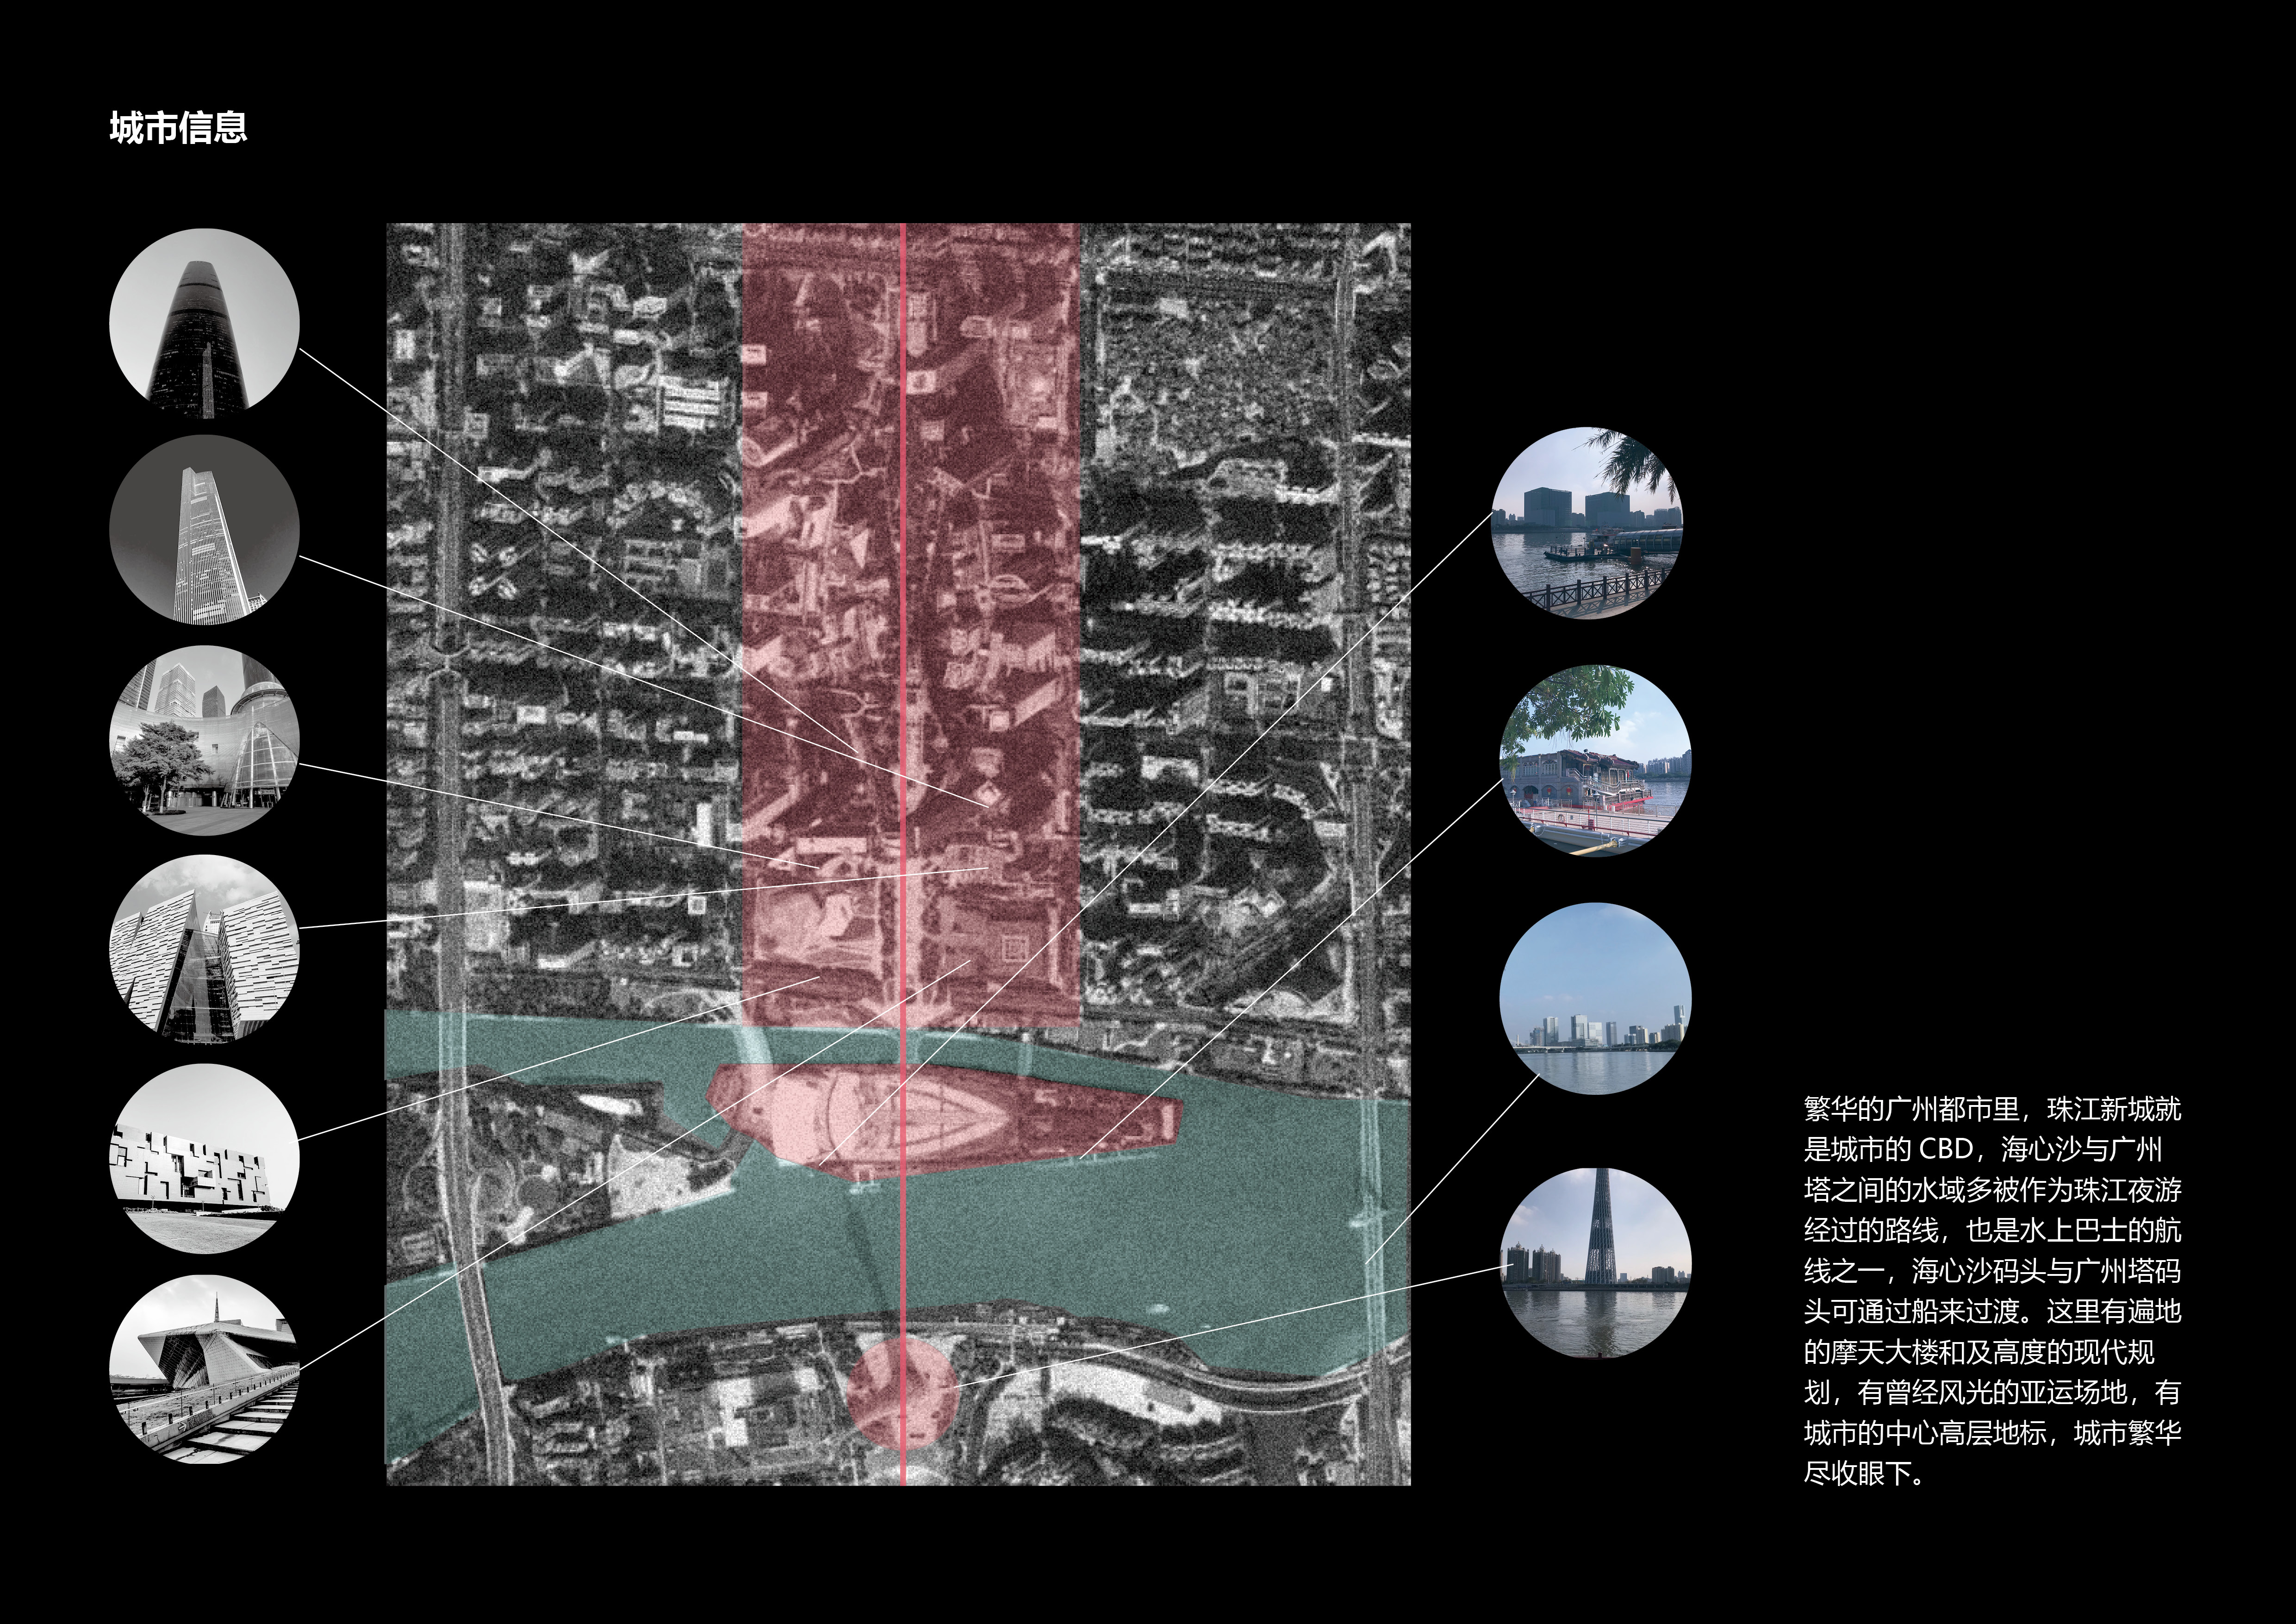 城市信息
繁华的广州都市里，珠江新城就
是城市的 CBD，海心沙与广州
塔之间的水域多被作为珠江夜游
经过的路线，也是水上巴士的航
线之一，海心沙码头与广州塔码
头可通过船来过渡。这里有遍地
的摩天大楼和及高度的现代规
划，有曾经风光的亚运场地，有
城市的中心高层地标，城市繁华
尽收眼下。